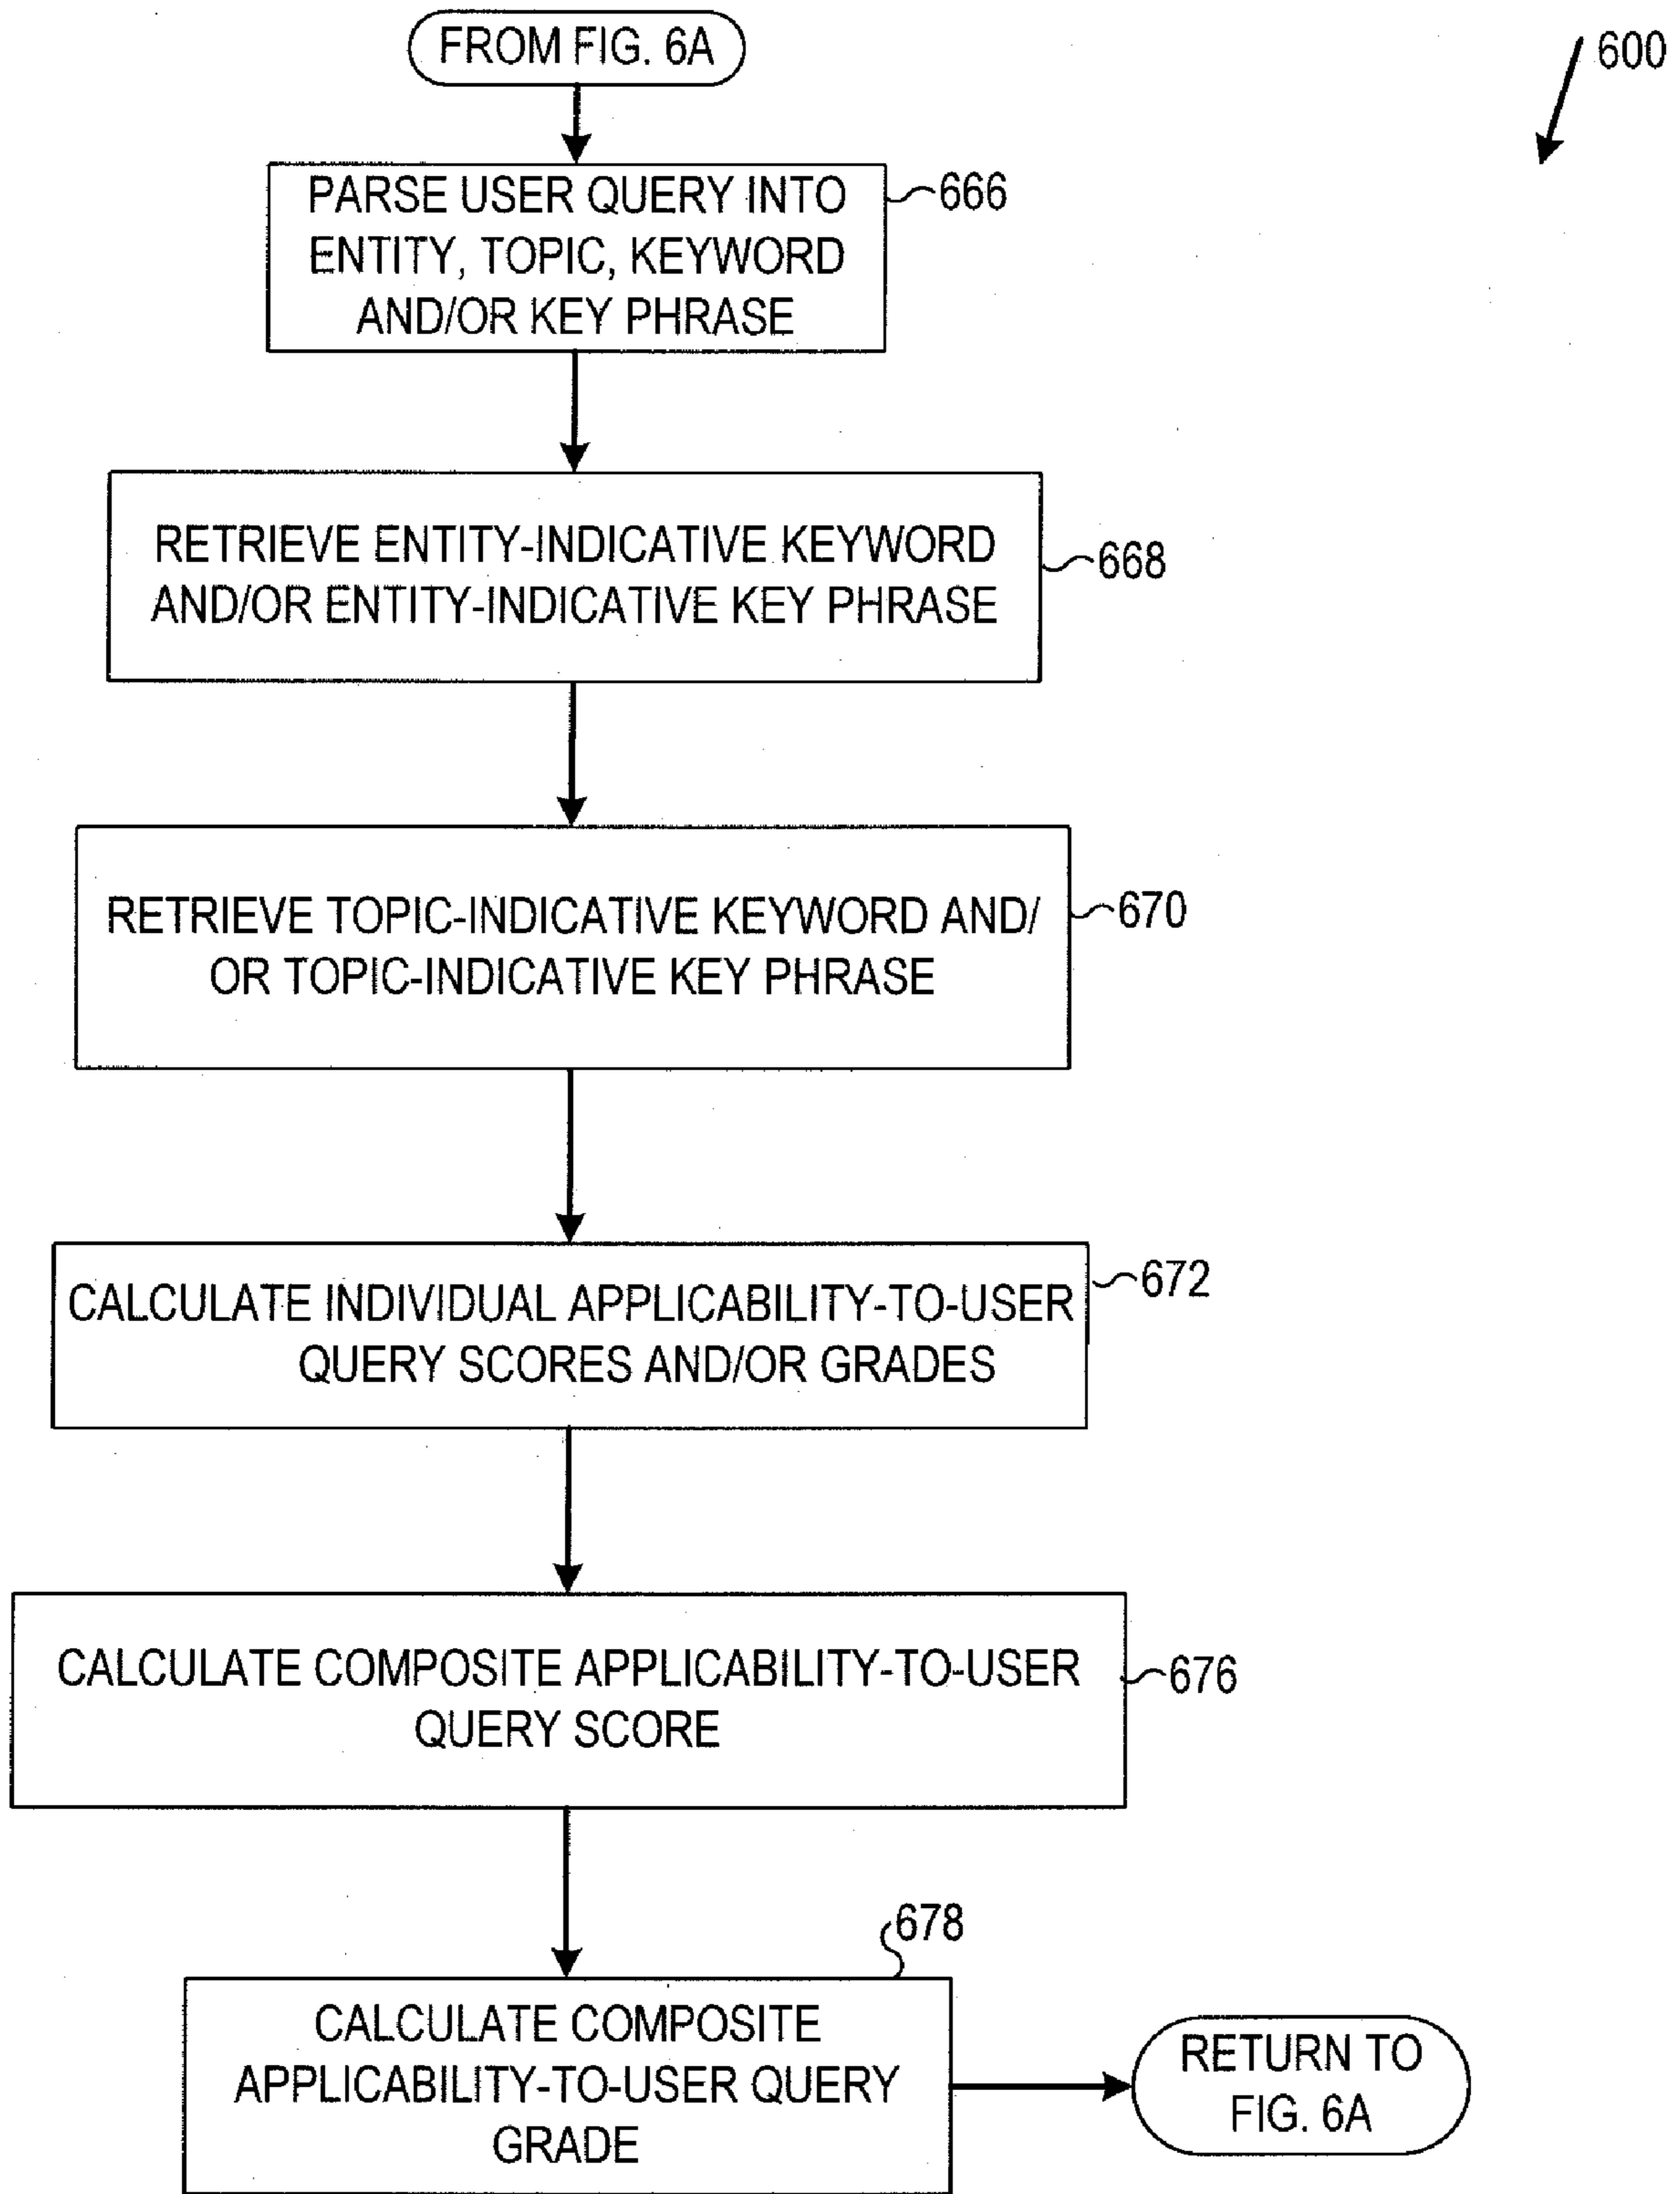 FROM FIG. 6A
600
PARSE USER QUERY INTO
ENTITY, TOPIC, KEYWORD
AND/OR KEY PHRASE
666
RETRIEVE ENTITY-INDICATIVE KEYWORD
AND/OR ENTITY-INDICATIVE KEY PHRASE
668
RETRIEVE TOPIC-INDICATIVE KEYWORD AND/
OR TOPIC-INDICATIVE KEY PHRASE
670
CALCULATE INDIVIDUAL APPLICABILITY-TO-USER
QUERY SCORES AND/OR GRADES
672
CALCULATE COMPOSITE APPLICABILITY-TO-USER
QUERY SCORE
676
678
CALCULATE COMPOSITE
APPLICABILITY-TO-USER QUERY
GRADE
RETURN TO
FIG. 6A